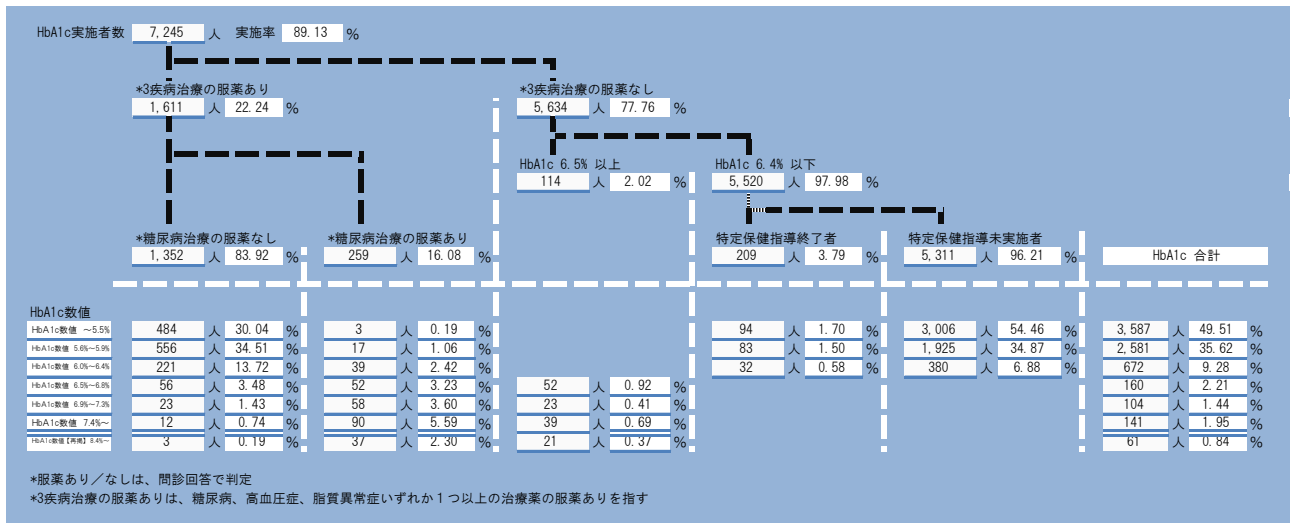 HbA1c実施者数 7,245 人 実施率 89.13 %
*3疾病治療の服薬あり *3疾病治療の服薬なし
1,611 人 22.24 % 5,634 人 77.76 %
HbA1c 6.5% 以上 HbA1c 6.4% 以下
114 人 2.02 % 5,520 人 97.98 %
*糖尿病治療の服薬なし *糖尿病治療の服薬あり 特定保健指導終了者 特定保健指導未実施者
1,352 人 83.92 % 259 人 16.08 % 209 人 3.79 % 5,311 人 96.21 % HbA1c 合計
HbA1c数値
HbA1c数値 ～5.5% 484 人 30.04 % 3 人 0.19 % 94 人 1.70 % 3,006 人 54.46 % 3,587 人 49.51 %
HbA1c数値 5.6%～5.9% 556 人 34.51 % 17 人 1.06 % 83 人 1.50 % 1,925 人 34.87 % 2,581 人 35.62 %
HbA1c数値 6.0%～6.4% 221 人 13.72 % 39 人 2.42 % 32 人 0.58 % 380 人 6.88 % 672 人 9.28 %
HbA1c数値 6.5%～6.8% 56 人 3.48 % 52 人 3.23 % 52 人 0.92 % 160 人 2.21 %
HbA1c数値 6.9%～7.3% 23 人 1.43 % 58 人 3.60 % 23 人 0.41 % 104 人 1.44 %
HbA1c数値 7.4%～ 12 人 0.74 % 90 人 5.59 % 39 人 0.69 % 141 人 1.95 %
HbA1c数値【再掲】8.4%～ 3 人 0.19 % 37 人 2.30 % 21 人 0.37 % 61 人 0.84 %
*服薬あり／なしは、問診回答で判定
*3疾病治療の服薬ありは、糖尿病、高血圧症、脂質異常症いずれか１つ以上の治療薬の服薬ありを指す